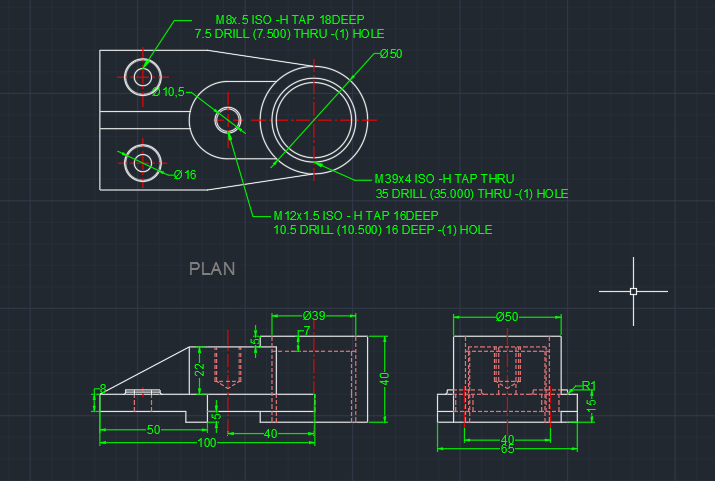 M8x.5 ISO -H TAP 18DEEP
7.5 DRILL (7.500) THRU -(1) HOLE
Ø50
Ø10,5
Ø16
M39x4 ISO -H TAP THRU
35 DRILL (35.000) THRU -(1) HOLE
M12x1.5 ISO - H TAP 16DEEP
10.5 DRILL (10.500) 16 DEEP -(1) HOLE
PLAN
Ø39
Ø50
7
5
22
40
8
R1
15
5
50
40
100
40
65